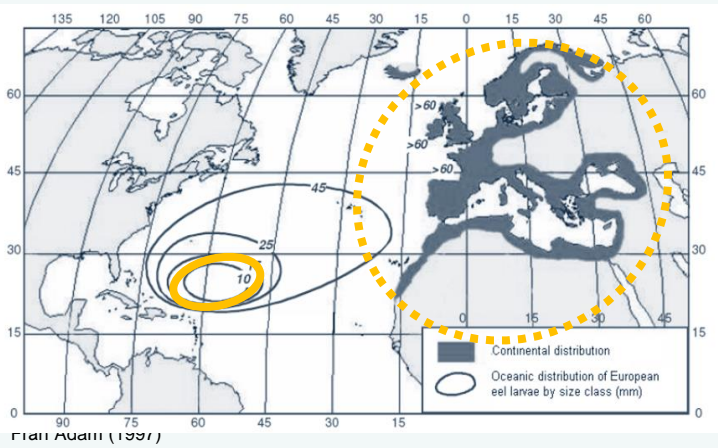 135 120 105 90 75 60 45 30 15 0 15 30 45 60
60 >60 60
>60
45 >60 45
45
25
30 30
10
0 15 30 45
15 15
Continental distribution
Oceanic distribution of European
eel larvae by size class (mm)
0 0
90 75 60 45 30 15
Fran Adam (1997)